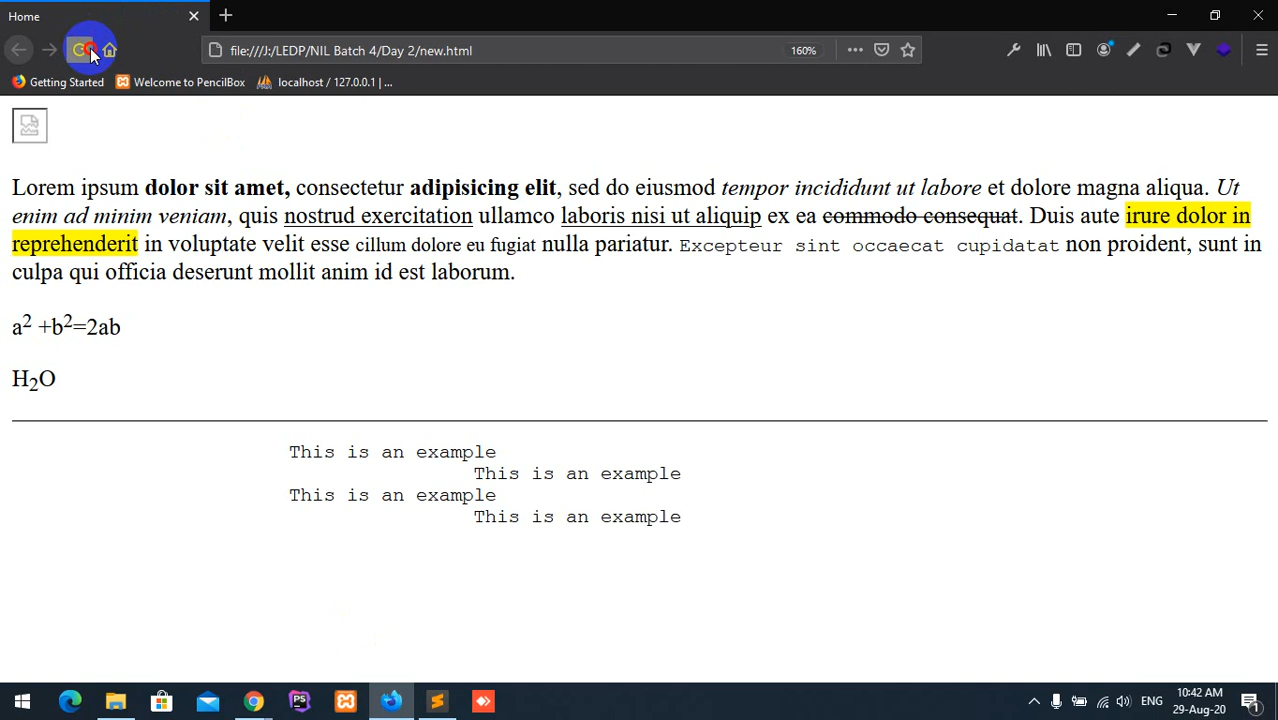 Home
file:///J:/LEDP/NIL Batch 4/Day 2/new.html
160%
Getting Started
Welcome to PencilBox
localhost / 127.0.0.1 | ...
Lorem ipsum dolor sit amet, consectetur adipisicing elit, sed do eiusmod tempor incididunt ut labore et dolore magna aliqua. Ut
enim ad minim veniam, quis nostrud exercitation ullamco laboris nisi ut aliquip ex ea commodo consequat. Duis aute irure dolor in
reprehenderit in voluptate velit esse cillum dolore eu fugiat nulla pariatur. Excepteur sint occaecat cupidatat non proident, sunt in
culpa qui officia deserunt mollit anim id est laborum.
a² +b²=2ab
H₂O
This is an example
This is an example
This is an example
This is an example
PS
ENG
10:42 AM
29-Aug-20
1